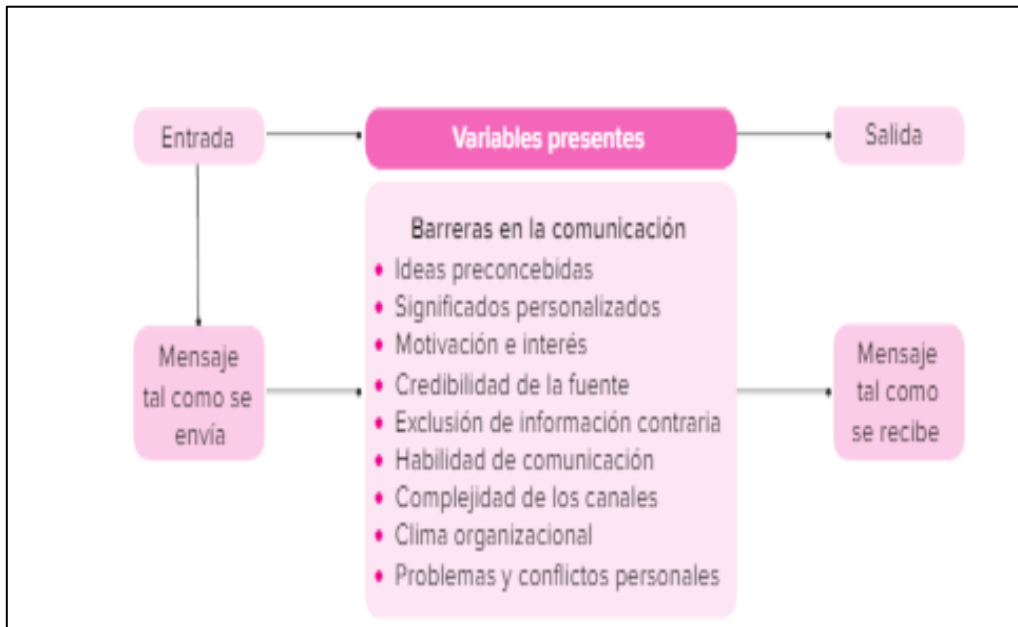 Entrada
Variables presentes
Salida
Mensaje
tal como se
envía
Barreras en la comunicación
• Ideas preconcebidas
• Significados personalizados
• Motivación e interés
• Credibilidad de la fuente
• Exclusión de información contraria
• Habilidad de comunicación
• Complejidad de los canales
• Clima organizacional
• Problemas y conflictos personales
Mensaje
tal como
se recibe